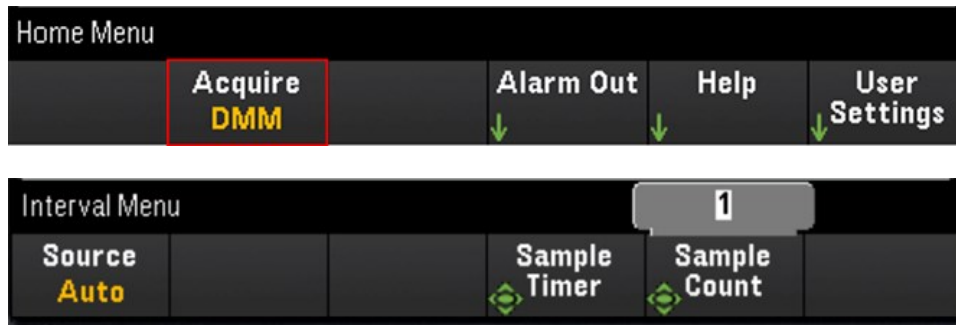 Home Menu
Acquire
DMM
Alarm Out
Help
User
Settings
Interval Menu
1
Source
Auto
Sample
Timer
Sample
Count